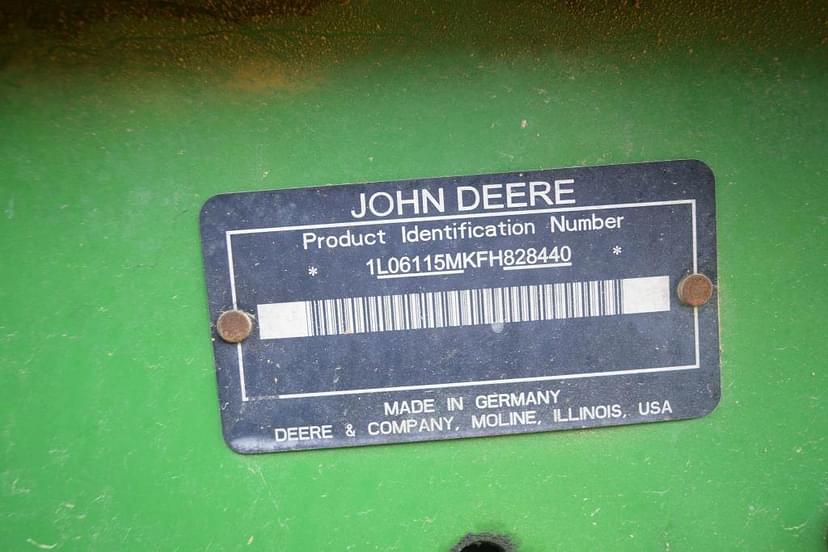 JOHN DEERE
Product Identification Number
* 1L06115MKFH828440 *
MADE IN GERMANY
DEERE & COMPANY, MOLINE, ILLINOIS, USA